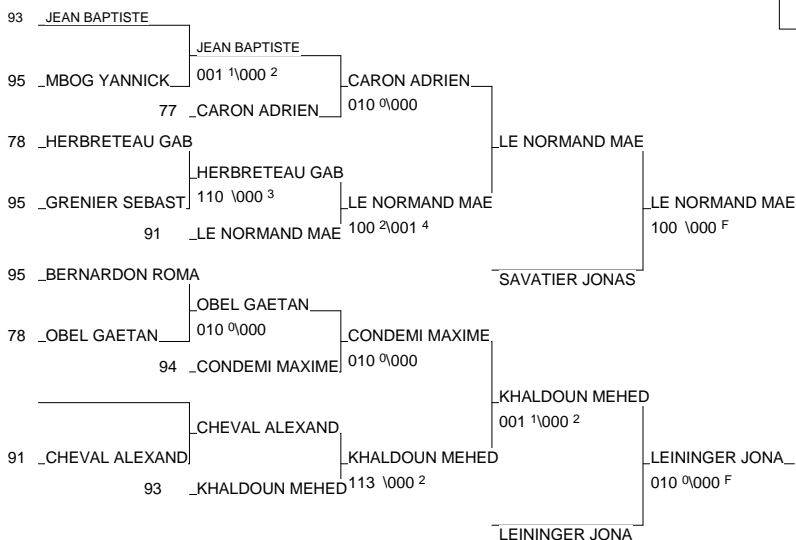 93 JEAN BAPTISTE
JEAN BAPTISTE
95 MBOG YANNICK 001 1\000 2 CARON ADRIEN
77 CARON ADRIEN 010 0\000
78 HERBRETEAU GAB LE NORMAND MAE
HERBRETEAU GAB
95 GRENIER SEBAST 110 \000 3 LE NORMAND MAE LE NORMAND MAE
91 LE NORMAND MAE 100 2\001 4 100 \000 F
95 BERNARDON ROMA SAVATIER JONAS
OBEL GAETAN
78 OBEL GAETAN 010 0\000 CONDEMI MAXIME
94 CONDEMI MAXIME 010 0\000
KHALDOUN MEHED
CHEVAL ALEXAND 001 1\000 2
91 CHEVAL ALEXAND KHALDOUN MEHED LEININGER JONA
93 KHALDOUN MEHED 113 \000 2 010 0\000 F
LEININGER JONA